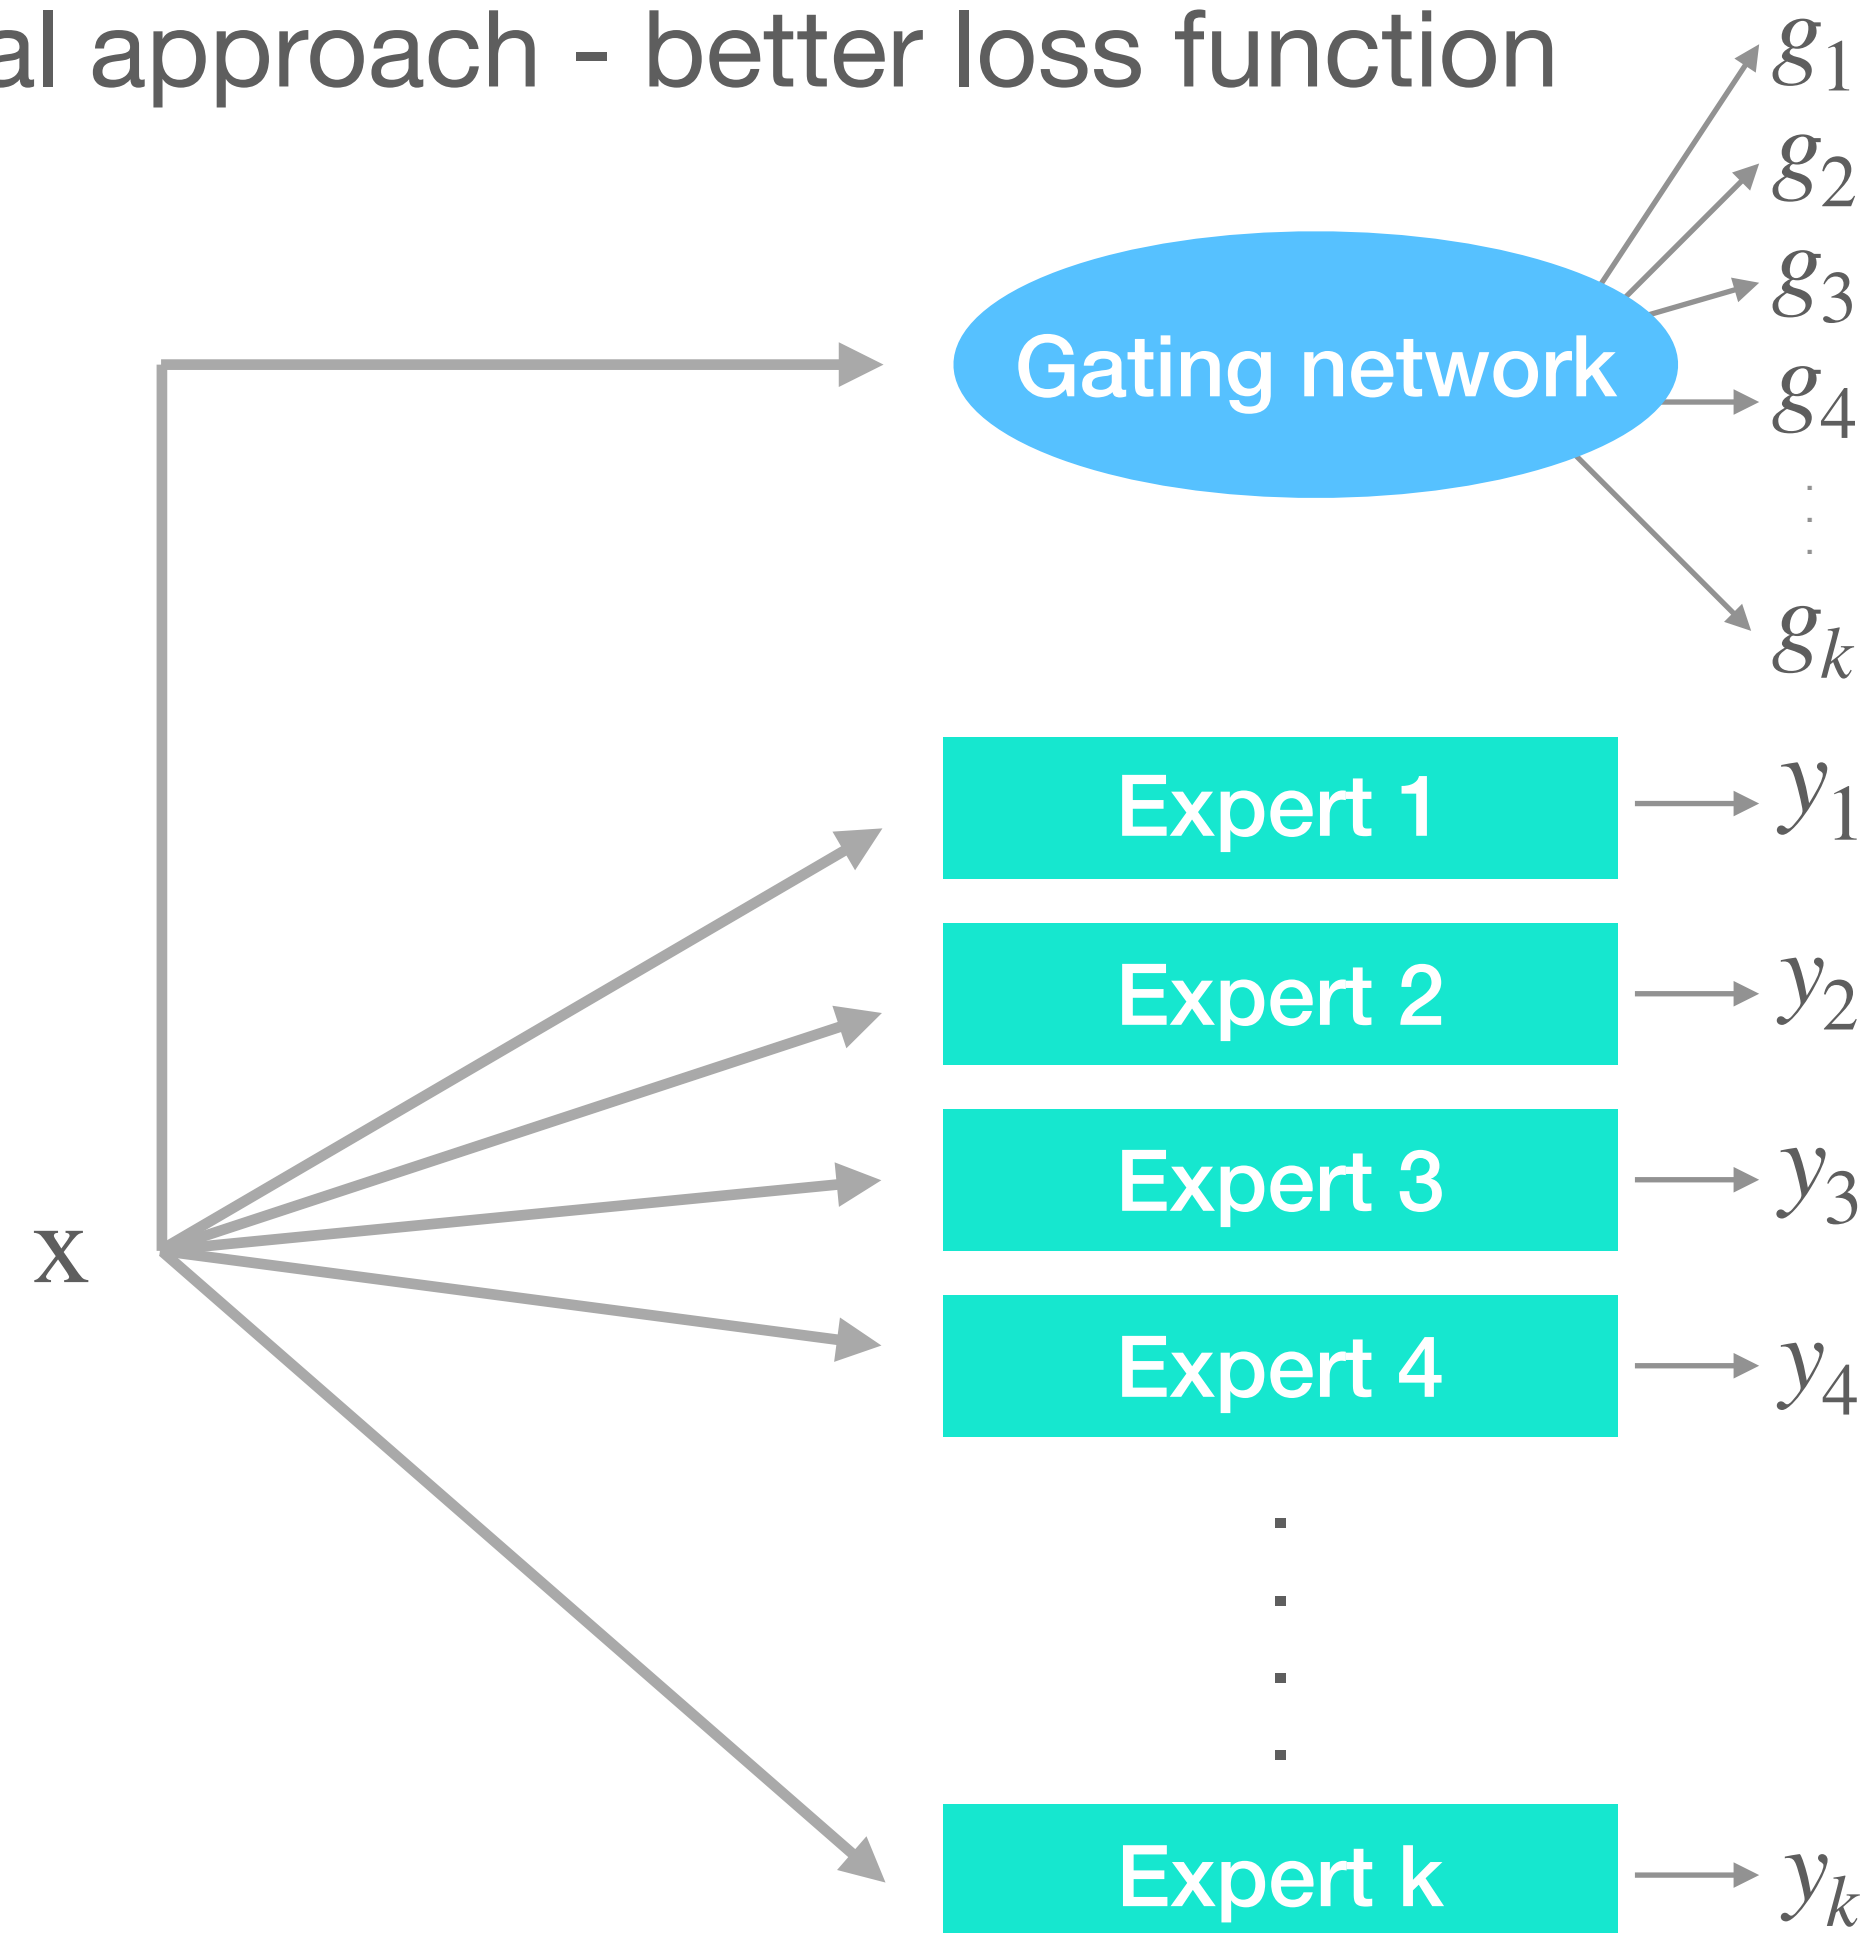 al approach - better loss function
g1
g2
g3
Gating network
g4
.
.
.
gk
Expert 1
y1
Expert 2
y2
Expert 3
y3
x
Expert 4
y4
.
.
.
.
Expert k
yk